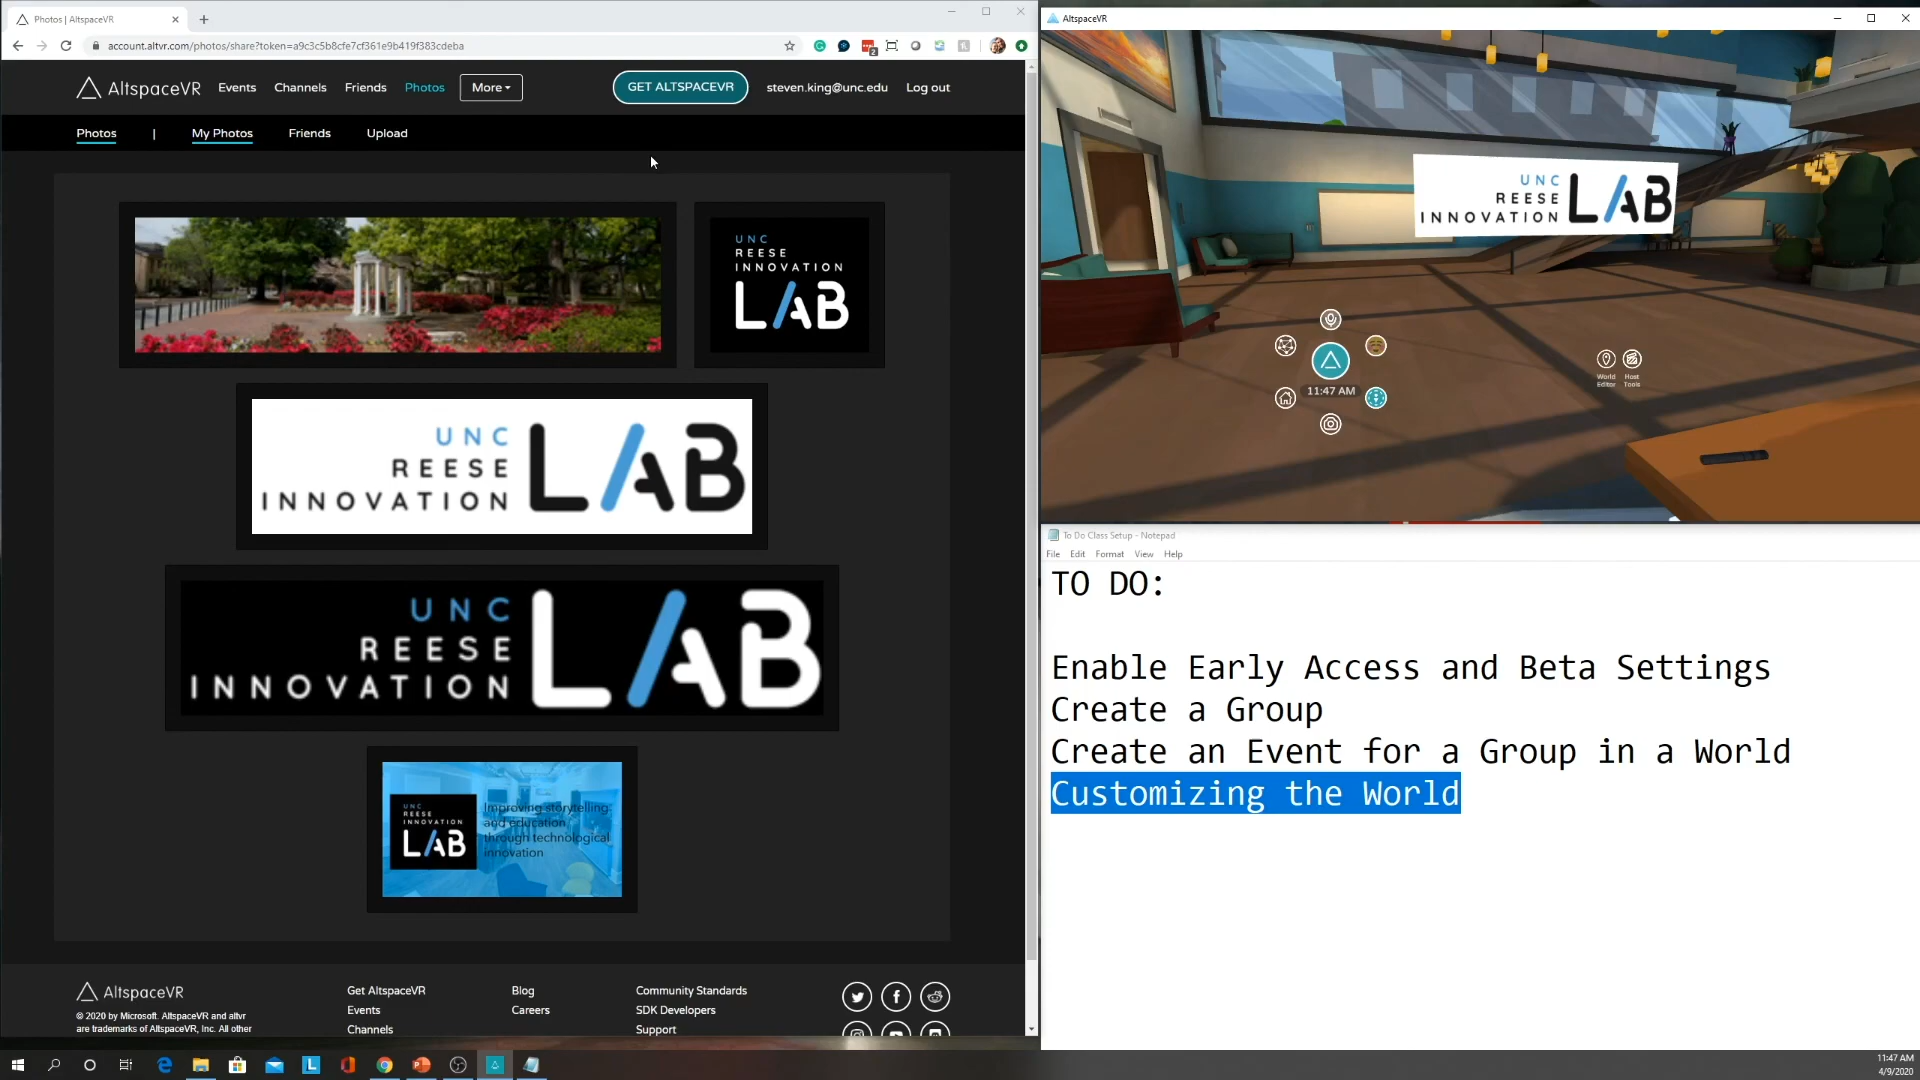 Photos | AltspaceVR
account.altvr.com/photos/share?token=a9c3c5b8cfe7cf361e9b419f383cdeba
2
AltspaceVR Events Channels Friends Photos More GET ALTSPACEVR steven.king@unc.edu Log out
Photos | My Photos Friends Upload
UNC
REESE
INNOVATION
LAB
UNC
REESE
INNOVATION
LAB
UNC
REESE
INNOVATION
LAB
UNC
REESE
INNOVATION
LAB
Improving storytelling
and education
through technological
innovation
AltspaceVR
© 2020 by Microsoft. AltspaceVR and altvr
are trademarks of AltspaceVR, Inc. All other
Get AltspaceVR
Events
Channels
Blog
Careers
Community Standards
SDK Developers
Support
AltspaceVR
UNC
REESE
INNOVATION
LAB
11:47 AM
World
Editor
Host
Tools
To Do Class Setup - Notepad
File Edit Format View Help
TO DO:
Enable Early Access and Beta Settings
Create a Group
Create an Event for a Group in a World
Customizing the World
11:47 AM
4/9/2020